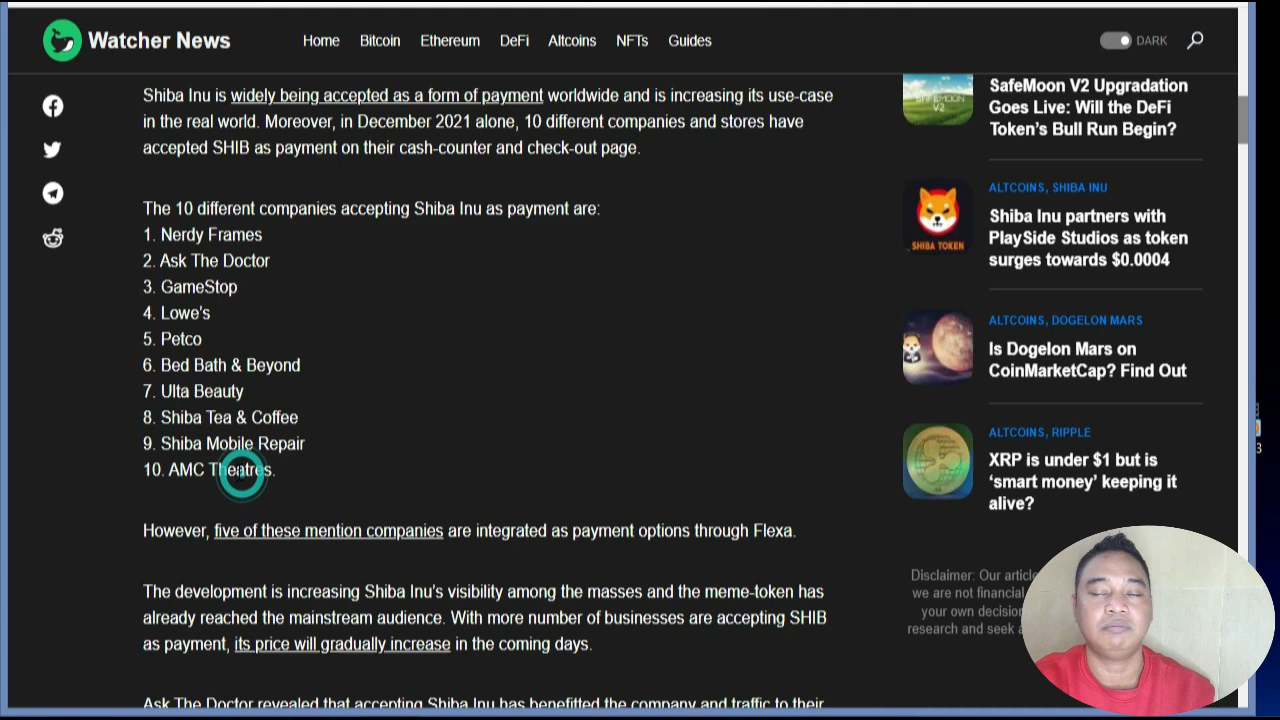 Watcher News
Home Bitcoin Ethereum DeFi Altcoins NFTs Guides
DARK
Shiba Inu is widely being accepted as a form of payment worldwide and is increasing its use-case
in the real world. Moreover, in December 2021 alone, 10 different companies and stores have
accepted SHIB as payment on their cash-counter and check-out page.
The 10 different companies accepting Shiba Inu as payment are:
1. Nerdy Frames
2. Ask The Doctor
3. GameStop
4. Lowe's
5. Petco
6. Bed Bath & Beyond
7. Ulta Beauty
8. Shiba Tea & Coffee
9. Shiba Mobile Repair
10. AMC Theatres.
However, five of these mention companies are integrated as payment options through Flexa.
The development is increasing Shiba Inu's visibility among the masses and the meme-token has
already reached the mainstream audience. With more number of businesses are accepting SHIB
as payment, its price will gradually increase in the coming days.
Ask The Doctor revealed that accepting Shiba Inu has benefitted the company and traffic to their
SAFEMOON
V2
SafeMoon V2 Upgradation
Goes Live: Will the DeFi
Token's Bull Run Begin?
SHIBA TOKEN
ALTCOINS, SHIBA INU
Shiba Inu partners with
PlaySide Studios as token
surges towards $0.0004
ALTCOINS, DOGELON MARS
Is Dogelon Mars on
CoinMarketCap? Find Out
ALTCOINS, RIPPLE
XRP is under $1 but is
'smart money' keeping it
alive?
Disclaimer: Our
we are not financial
your own
research and seek
3